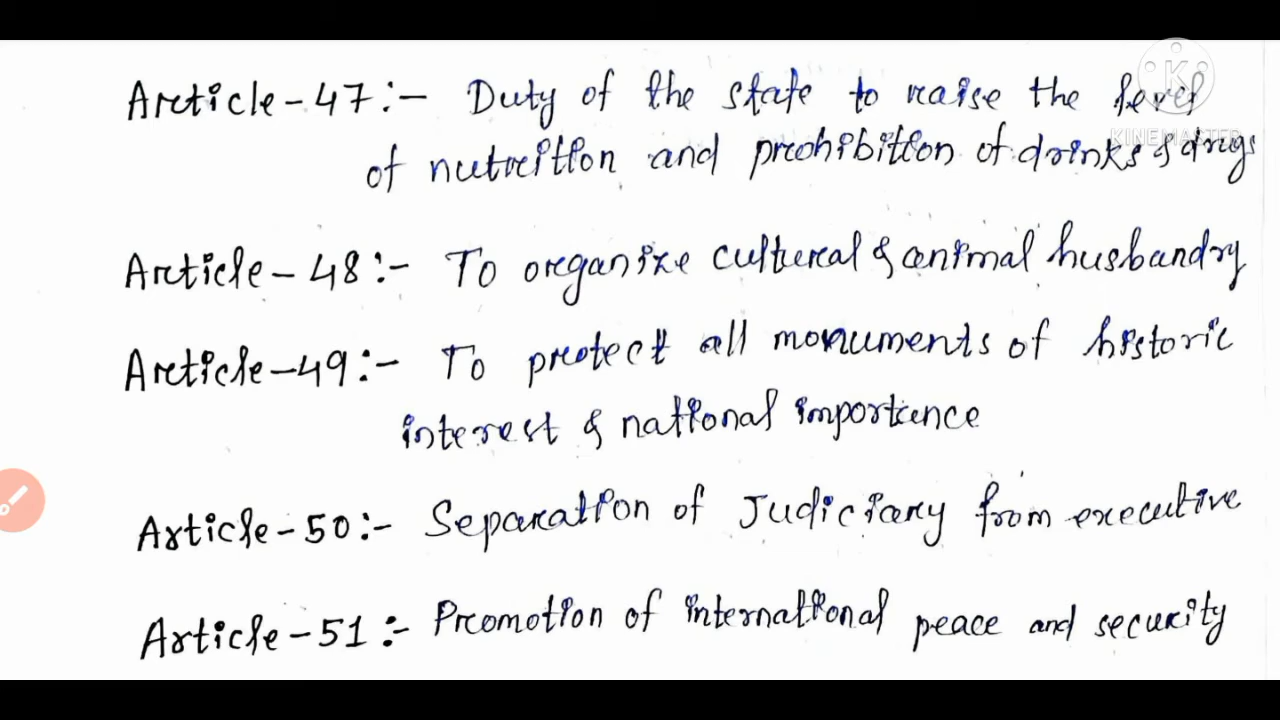 Article-47:- Duty of the state to raise the level
of nutrition and prohibition of drinks & drugs
Article-48:- To organize cultural & animal husbandry
Article-49:- To protect all monuments of historic
interest & national importance
Article-50:- Separation of Judiciary from executive
Article-51:- Promotion of international peace and security
K
KINEMASTER